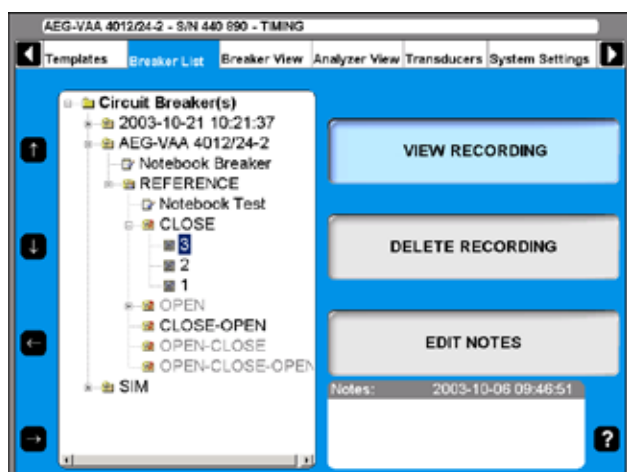 AEG-VAA 4012/24-2 - S/N 440 890 - TIMING
Templates Breaker List Breaker View Analyzer View Transducers System Settings
Circuit Breaker(s)
2003-10-21 10:21:37
AEG-VAA 4012/24-2
Notebook Breaker
REFERENCE
Notebook Test
CLOSE
3
2
1
OPEN
CLOSE-OPEN
OPEN-CLOSE
OPEN-CLOSE-OPEN
SIM
VIEW RECORDING
DELETE RECORDING
EDIT NOTES
Notes: 2003-10-06 09:46:51
?